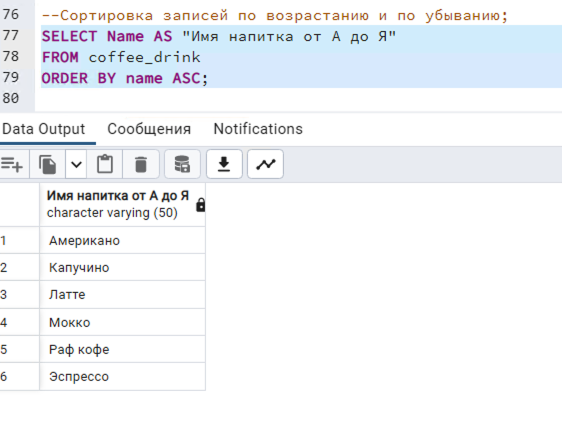 76 --Сортировка записей по возрастанию и по убыванию;
77 SELECT Name AS "Имя напитка от А до Я"
78 FROM coffee_drink
79 ORDER BY name ASC;
80
Data Output Сообщения Notifications
Имя напитка от А до Я
character varying (50)
1 Американо
2 Капучино
3 Латте
4 Мокко
5 Раф кофе
6 Эспрессо